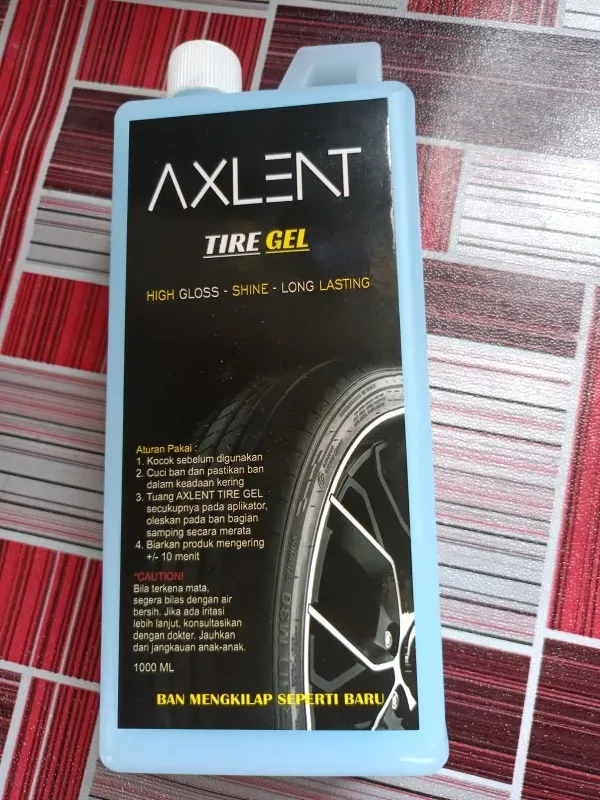 AXLENT
TIRE GEL
HIGH GLOSS - SHINE - LONG LASTING
Aturan Pakai :
1. Kocok sebelum digunakan
2. Cuci ban dan pastikan ban
dalam keadaan kering
3. Tuang AXLENT TIRE GEL
secukupnya pada aplikator,
oleskan pada ban bagian
samping secara merata
4. Biarkan produk mengering
+/- 10 menit
*CAUTION!
Bila terkena mata,
segera bilas dengan air
bersih. Jika ada iritasi
lebih lanjut, konsultasikan
dengan dokter. Jauhkan
dari jangkauan anak-anak.
1000 ML
BAN MENGKILAP SEPERTI BARU